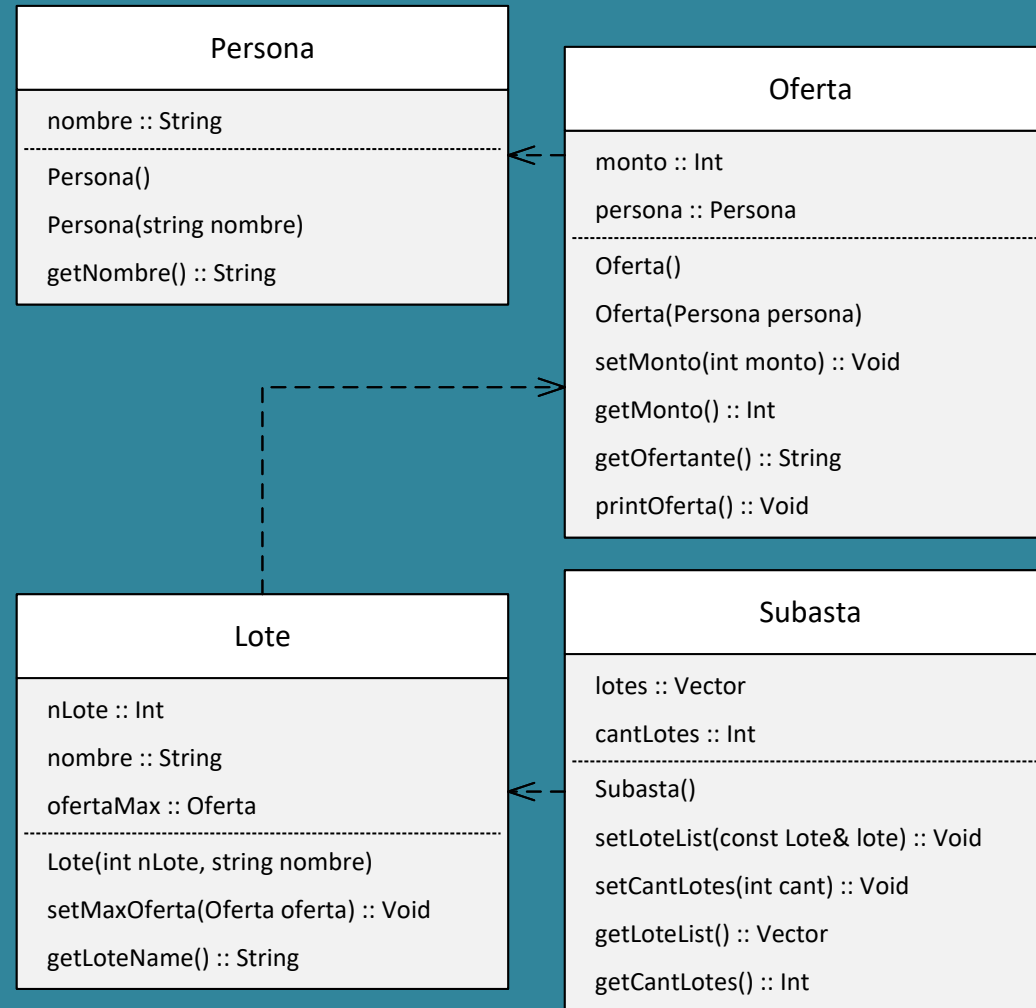 Persona
nombre :: String
Persona()
Persona(string nombre)
getNombre() :: String
Oferta
monto :: Int
persona :: Persona
Oferta()
Oferta(Persona persona)
setMonto(int monto) :: Void
getMonto() :: Int
getOfertante() :: String
printOferta() :: Void
Lote
nLote :: Int
nombre :: String
ofertaMax :: Oferta
Lote(int nLote, string nombre)
setMaxOferta(Oferta oferta) :: Void
getLoteName() :: String
Subasta
lotes :: Vector
cantLotes :: Int
Subasta()
setLoteList(const Lote& lote) :: Void
setCantLotes(int cant) :: Void
getLoteList() :: Vector
getCantLotes() :: Int